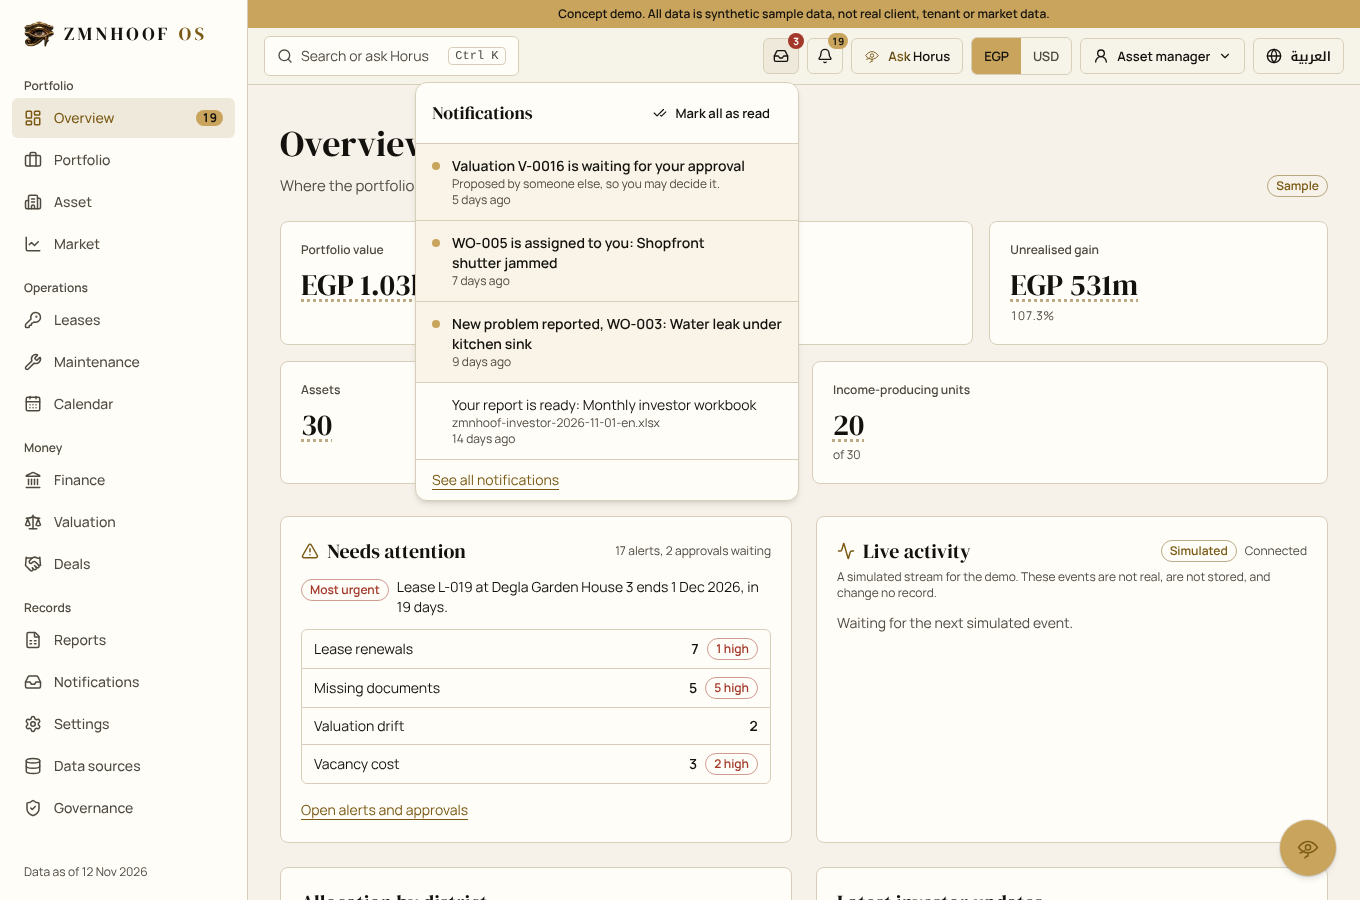 Concept demo. All data is synthetic sample data, not real client, tenant or market data.
ZMNHOOF OS
Search or ask Horus
Ctrl K
3
19
Ask Horus
EGP
USD
Asset manager
العربية
Portfolio
Overview
19
Portfolio
Asset
Market
Operations
Leases
Maintenance
Calendar
Money
Finance
Valuation
Deals
Records
Reports
Notifications
Settings
Data sources
Governance
Data as of 12 Nov 2026
Notifications
Mark all as read
Valuation V-0016 is waiting for your approval
Proposed by someone else, so you may decide it.
5 days ago
WO-005 is assigned to you: Shopfront
shutter jammed
7 days ago
New problem reported, WO-003: Water leak under
kitchen sink
9 days ago
Your report is ready: Monthly investor workbook
zmnhoof-investor-2026-11-01-en.xlsx
14 days ago
See all notifications
Where the portfolio
Sample
Portfolio value
EGP
Unrealised gain
EGP 531m
107.3%
Assets
30
Income-producing units
20
of 30
Needs attention
17 alerts, 2 approvals waiting
Most urgent
Lease L-019 at Degla Garden House 3 ends 1 Dec 2026, in
19 days.
Lease renewals
7
1 high
Missing documents
5
5 high
Valuation drift
2
Vacancy cost
3
2 high
Open alerts and approvals
Live activity
Simulated
Connected
A simulated stream for the demo. These events are not real, are not stored, and
change no record.
Waiting for the next simulated event.
Allocation by district
Latest investor updates